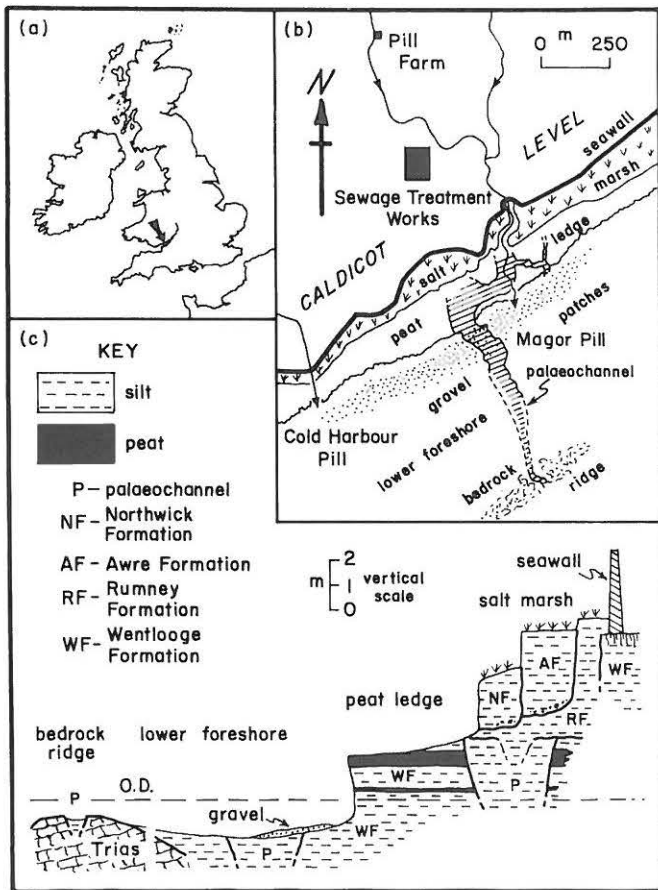 (a)
(b)
Pill
Farm
O m 250
N
Sewage Treatment
Works
CALDICOT
LEVEL
seawall
marsh
salt
ledge
peat
patches
Magor Pill
palaeochannel
gravel
lower foreshore
bedrock
ridge
Cold Harbour
Pill
(c)
KEY
silt
peat
P – palaeochannel
NF – Northwick
Formation
AF – Awre Formation
RF – Rumney
Formation
WF – Wentlooge
Formation
2
m 1 vertical
0 scale
seawall
salt marsh
AF
WF
NF
RF
peat ledge
bedrock
ridge
lower foreshore
WF
P
O.D.
P
gravel
WF
Trias
P